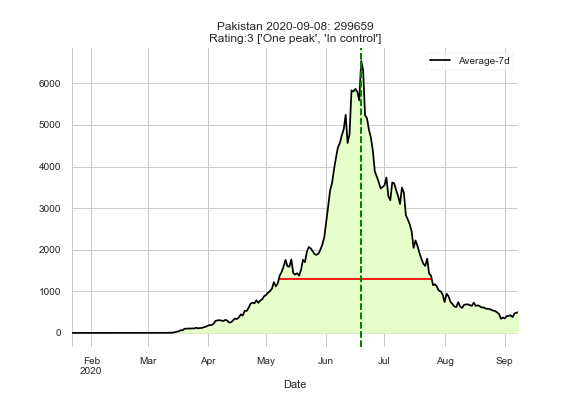 Pakistan 2020-09-08: 299659
Rating:3 ['One peak', 'In control']
Average-7d
6000
5000
4000
3000
2000
1000
0
Feb Mar Apr May Jun Jul Aug Sep
2020
Date